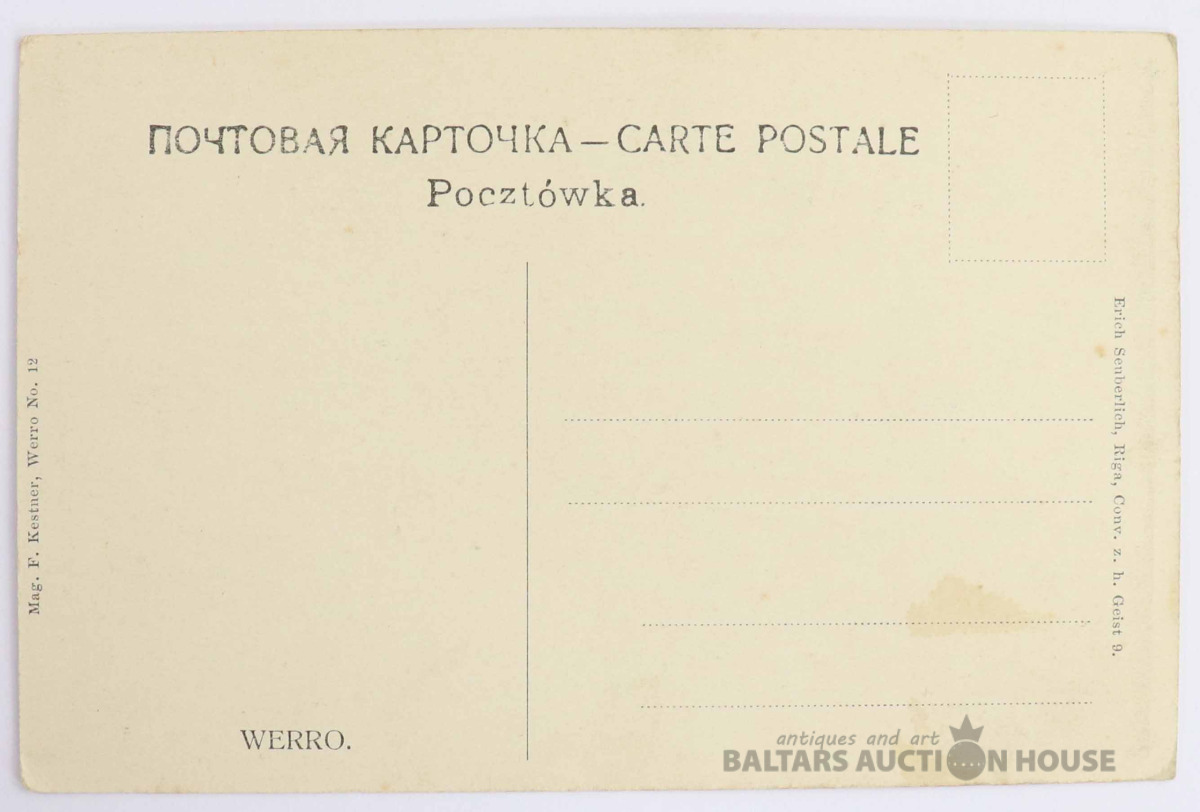 ПОЧТОВАЯ КАРТОЧКА — CARTE POSTALE
Pocztówka.
Mag. F. Kestner, Werro No. 12
Erich Seuberlich, Riga, Conv. z. h. Geist 9.
WERRO.
antiques and art
BALTARS AUCTION HOUSE